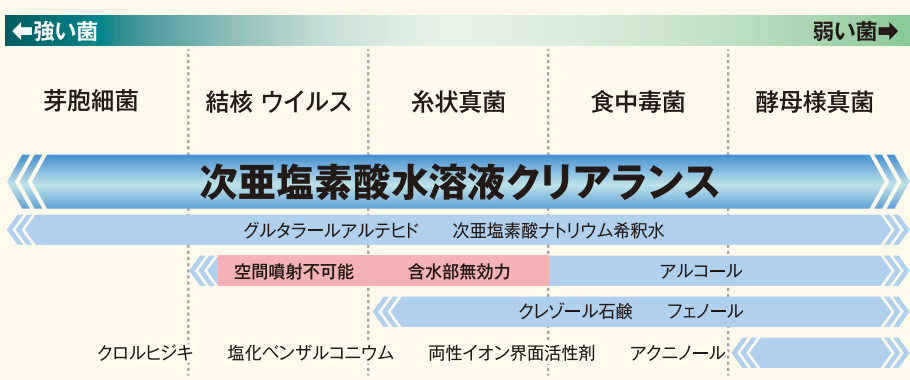 ⬅強い菌 弱い菌➡
芽胞細菌 結核 ウイルス 糸状真菌 食中毒菌 酵母様真菌
次亜塩素酸水溶液クリアランス
グルタラールアルテヒド 次亜塩素酸ナトリウム希釈水
空間噴射不可能 含水部無効力 アルコール
クレゾール石鹸 フェノール
クロルヒジキ 塩化ベンザルコニウム 両性イオン界面活性剤 アクニノール